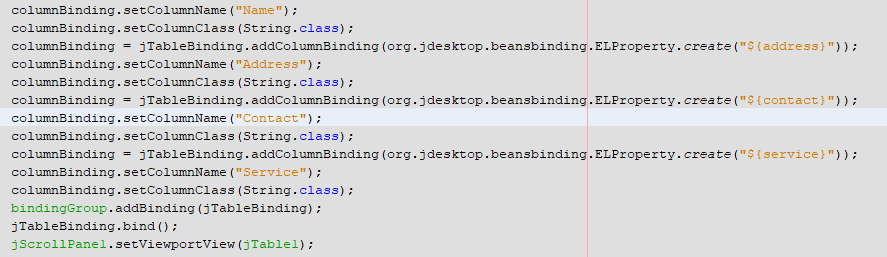 columnBinding.setColumnName("Name");
columnBinding.setColumnClass(String.class);
columnBinding = jTableBinding.addColumnBinding(org.jdesktop.beansbinding.ELProperty.create("${address}"));
columnBinding.setColumnName("Address");
columnBinding.setColumnClass(String.class);
columnBinding = jTableBinding.addColumnBinding(org.jdesktop.beansbinding.ELProperty.create("${contact}"));
columnBinding.setColumnName("Contact");
columnBinding.setColumnClass(String.class);
columnBinding = jTableBinding.addColumnBinding(org.jdesktop.beansbinding.ELProperty.create("${service}"));
columnBinding.setColumnName("Service");
columnBinding.setColumnClass(String.class);
bindingGroup.addBinding(jTableBinding);
jTableBinding.bind();
jScrollPane1.setViewportView(jTable1);